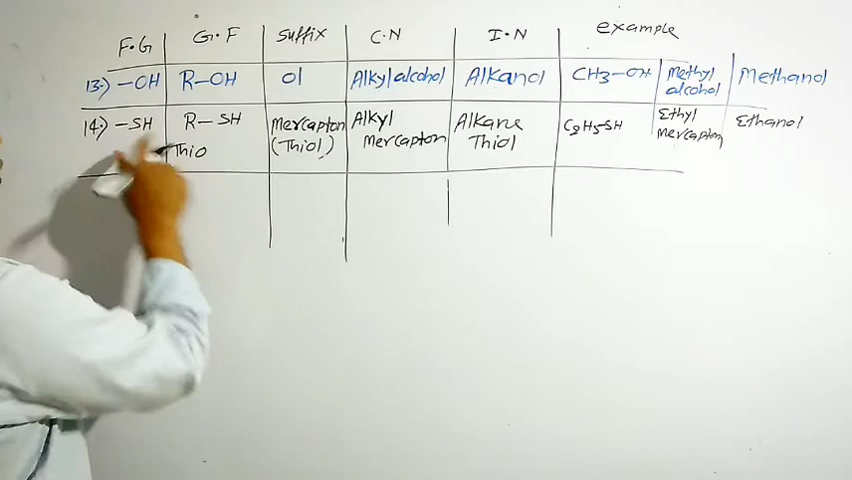 F.G G.F suffix C.N I.N example
13.) -OH R-OH ol Alkyl alcohol Alkanol CH3-OH Methyl alcohol Methanol
14.) -SH R-SH Mercapton (Thiol) Alkyl Mercapton Alkane Thiol C2H5-SH Ethyl mercapton Ethanol
Thio